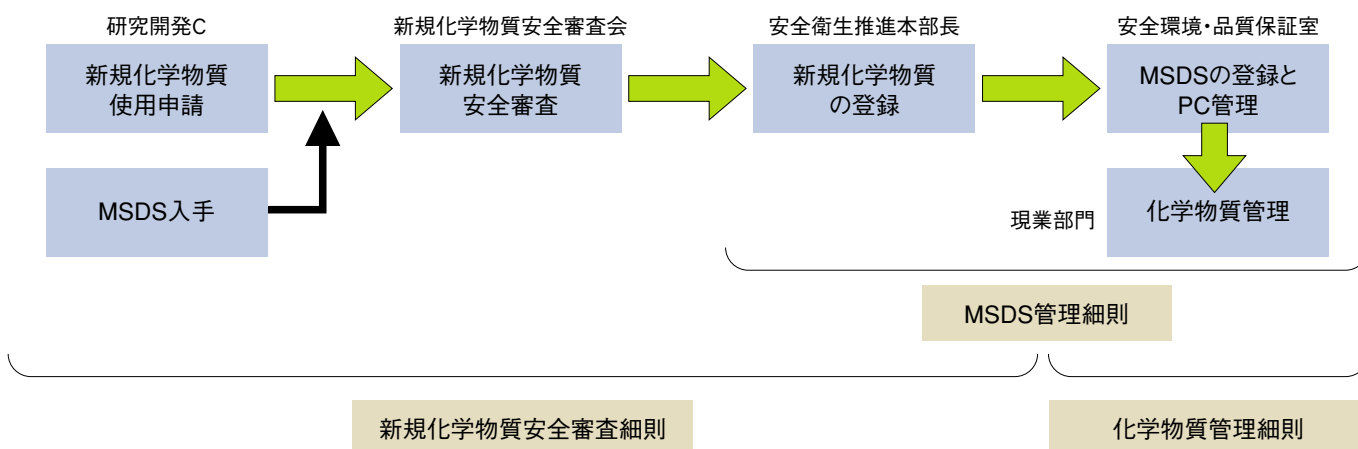 研究開発C
新規化学物質安全審査会
安全衛生推進本部長
安全環境・品質保証室
新規化学物質
使用申請
新規化学物質
安全審査
新規化学物質
の登録
MSDSの登録と
PC管理
MSDS入手
現業部門
化学物質管理
MSDS管理細則
新規化学物質安全審査細則
化学物質管理細則